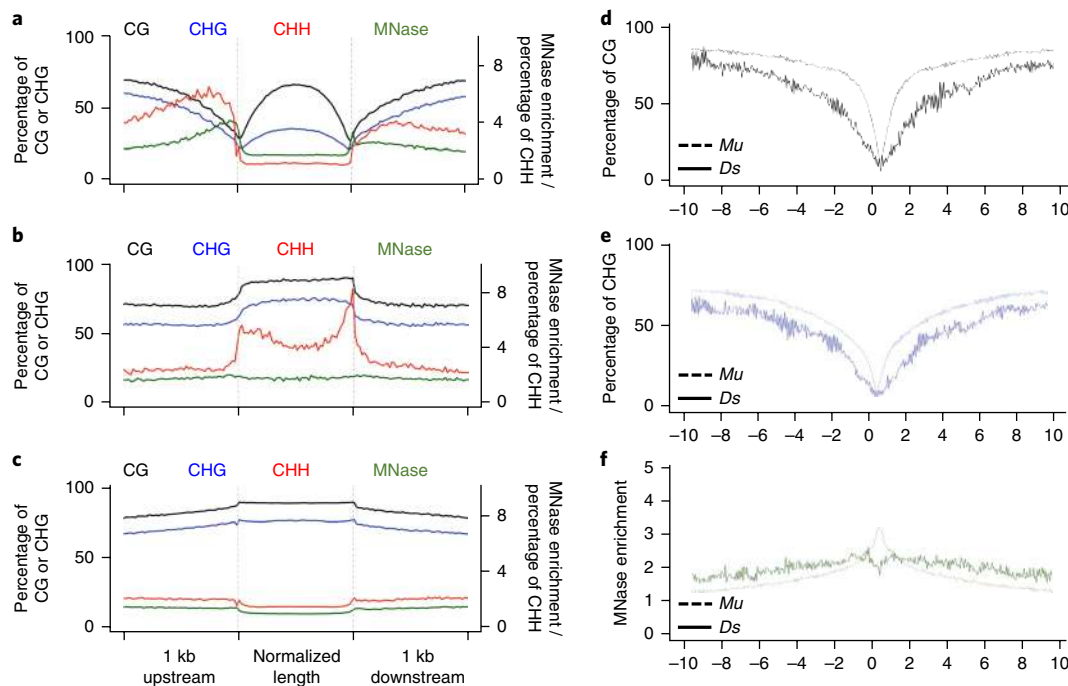 a
CG CHG CHH MNase
Percentage of
CG or CHG
100
50
0
8
4
0
MNase enrichment /
percentage of CHH
b
CG CHG CHH MNase
Percentage of
CG or CHG
100
50
0
8
4
0
MNase enrichment /
percentage of CHH
c
CG CHG CHH MNase
Percentage of
CG or CHG
100
50
0
8
4
0
MNase enrichment /
percentage of CHH
1 kb
upstream
Normalized
length
1 kb
downstream
d
Percentage of CG
100
50
0
Mu
Ds
−10 −8 −6 −4 −2 0 2 4 6 8 10
e
Percentage of CHG
100
50
0
Mu
Ds
−10 −8 −6 −4 −2 0 2 4 6 8 10
f
MNase enrichment
5
4
3
2
1
0
Mu
Ds
−10 −8 −6 −4 −2 0 2 4 6 8 10